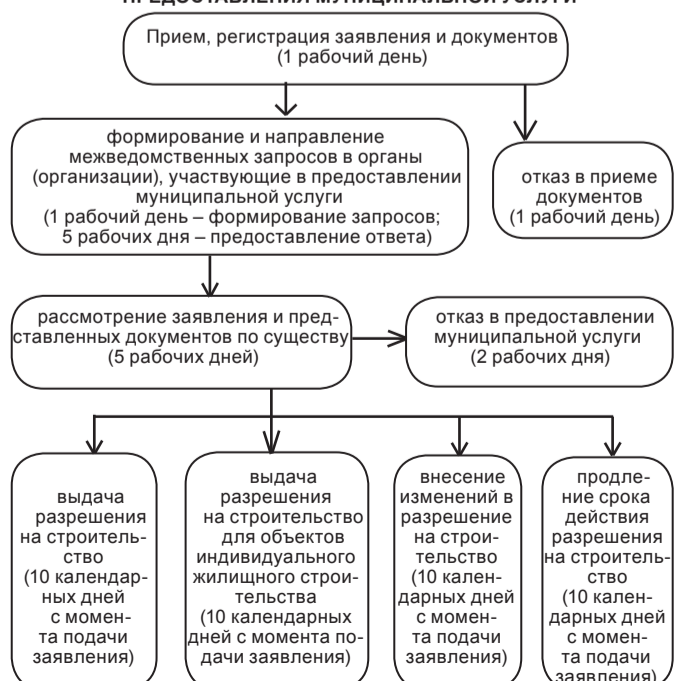 ПРЕДОСТАВЛЕНИЯ МУНИЦИПАЛЬНОЙ УСЛУГИ
Прием, регистрация заявления и документов
(1 рабочий день)
формирование и направление
межведомственных запросов в органы
(организации), участвующие в предоставлении
муниципальной услуги
(1 рабочий день – формирование запросов;
5 рабочих дня – предоставление ответа)
отказ в приеме
документов
(1 рабочий день)
рассмотрение заявления и пред-
ставленных документов по существу
(5 рабочих дней)
отказ в предоставлении
муниципальной услуги
(2 рабочих дня)
выдача
разрешения
на строитель-
ство
(10 календар-
ных дней
с момен-
та подачи
заявления)
выдача
разрешения
на строительство
для объектов
индивидуального
жилищного строи-
тельства
(10 календарных
дней с момента по-
дачи заявления)
внесение
изменений в
разрешение
на строи-
тельство
(10 кален-
дарных дней
с момен-
та подачи
заявления)
продле-
ние срока
действия
разрешения
на строитель-
ство
(10 кален-
дарных дней
с момен-
та подачи
заявления)